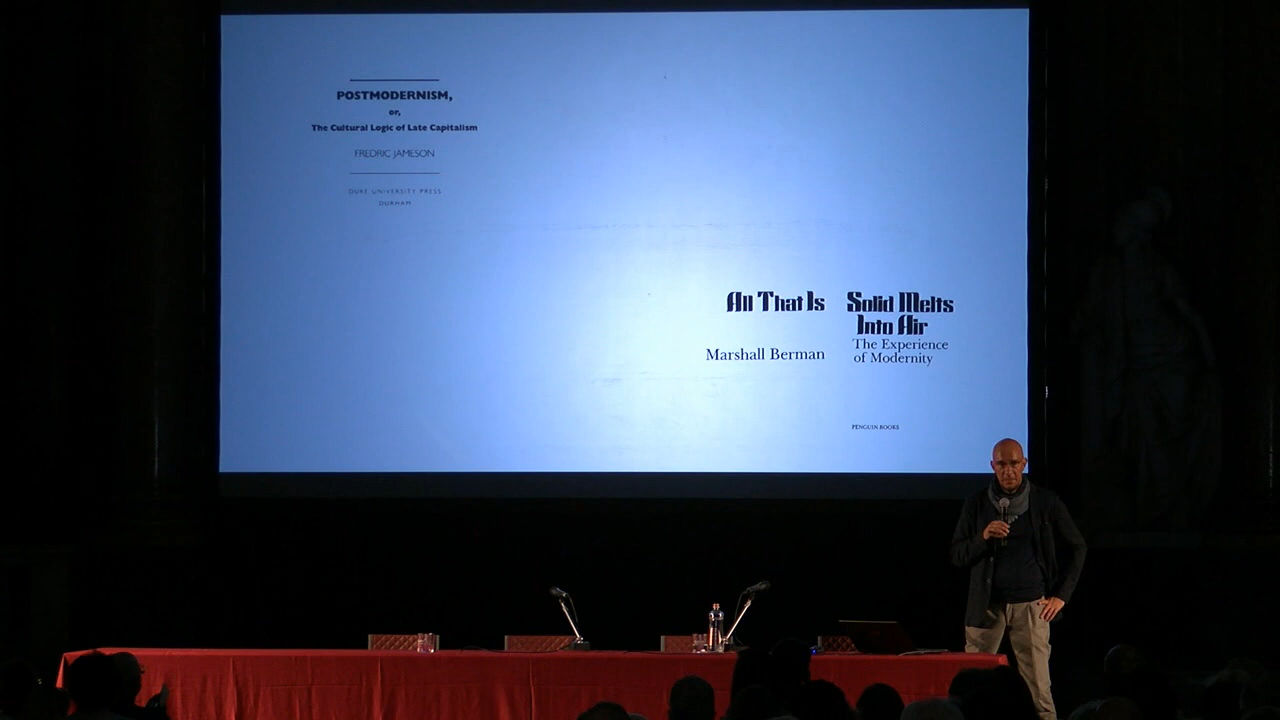 POSTMODERNISM,
or,
The Cultural Logic of Late Capitalism
FREDRIC JAMESON
DUKE UNIVERSITY PRESS
DURHAM
All That Is Solid Melts
Into Air
The Experience
Marshall Berman of Modernity
PENGUIN BOOKS